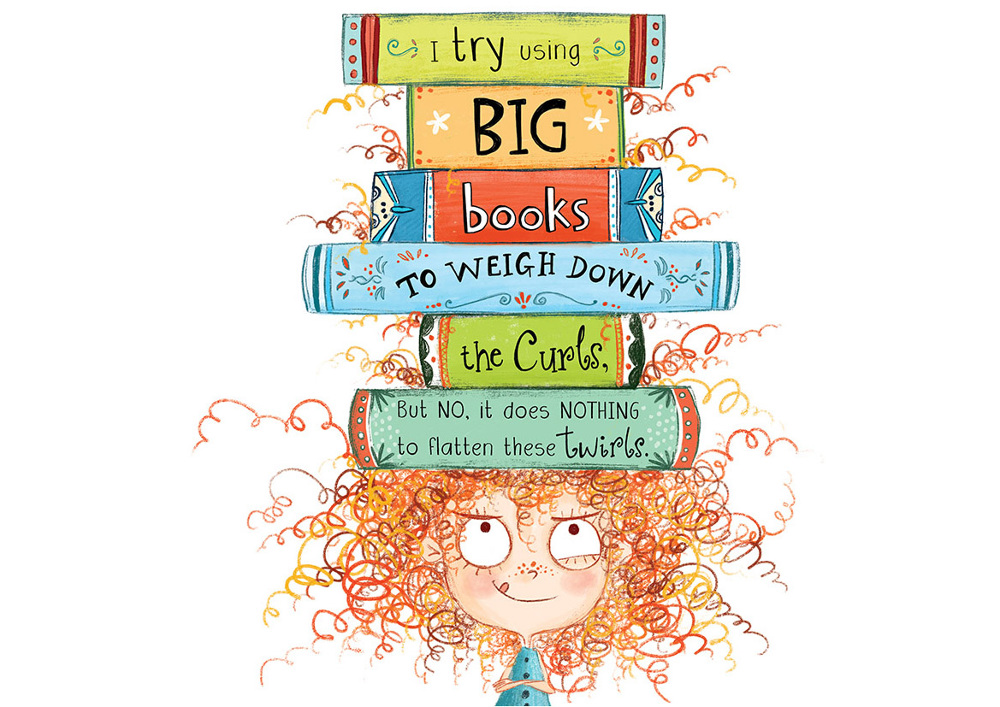 I try using
BIG
books
TO WEIGH DOWN
the Curls,
But NO, it does NOTHING
to flatten these twirls.